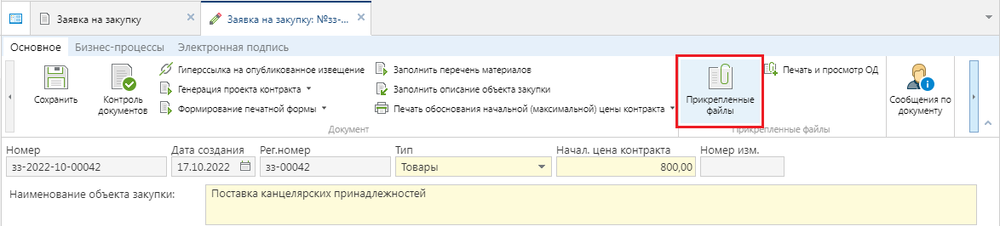 Заявка на закупку
Заявка на закупку: №зз-...
Основное Бизнес-процессы Электронная подпись
Сохранить
Контроль
документов
Гиперссылка на опубликованное извещение
Генерация проекта контракта
Формирование печатной формы
Заполнить перечень материалов
Заполнить описание объекта закупки
Печать обоснования начальной (максимальной) цены контракта
Документ
Прикрепленные
файлы
Печать и просмотр ОД
Прикрепленные файлы
Сообщения по
документу
Номер Дата создания Рег.номер Тип Начал. цена контракта Номер изм.
зз-2022-10-00042 17.10.2022 зз-00042 Товары 800,00
Наименование объекта закупки: Поставка канцелярских принадлежностей